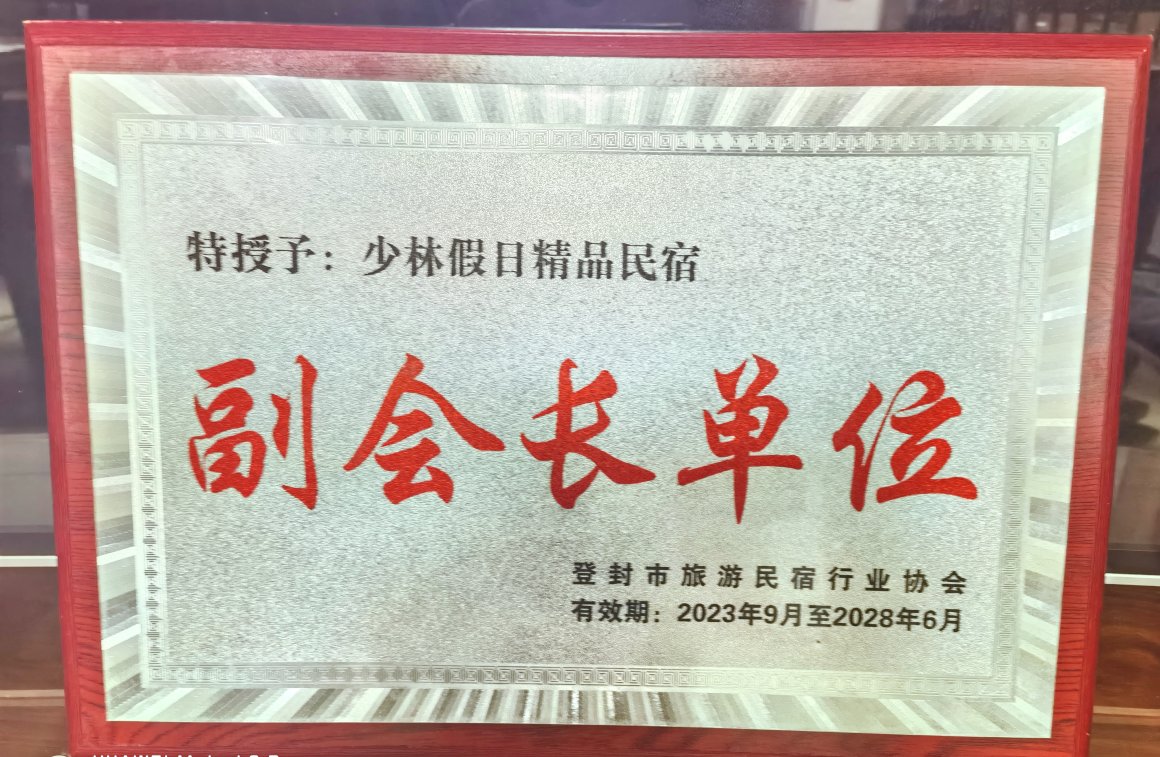 特授予：少林假日精品民宿
副会长单位
登封市旅游民宿行业协会
有效期：2023年9月至2028年6月